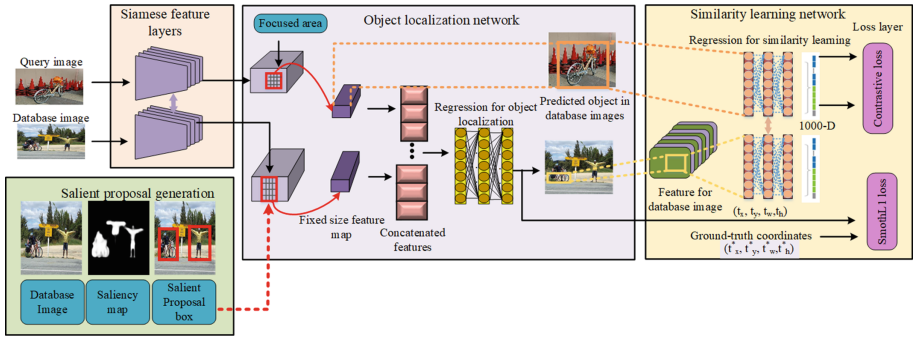 Siamese feature
layers
Query image
Database image
Object localization network
Focused area
Regression for object
localization
Predicted object in
database images
Fixed size feature
map
Concatenated
features
Similarity learning network
Regression for similarity learning
Loss layer
Contrastive loss
1000-D
Feature for
database image
(tx, ty, tw,th)
Ground-truth coordinates
(t*x, t*y, t*w,t*h)
SmothL1 loss
Salient proposal generation
Database
Image
Saliency
map
Salient
Proposal
box